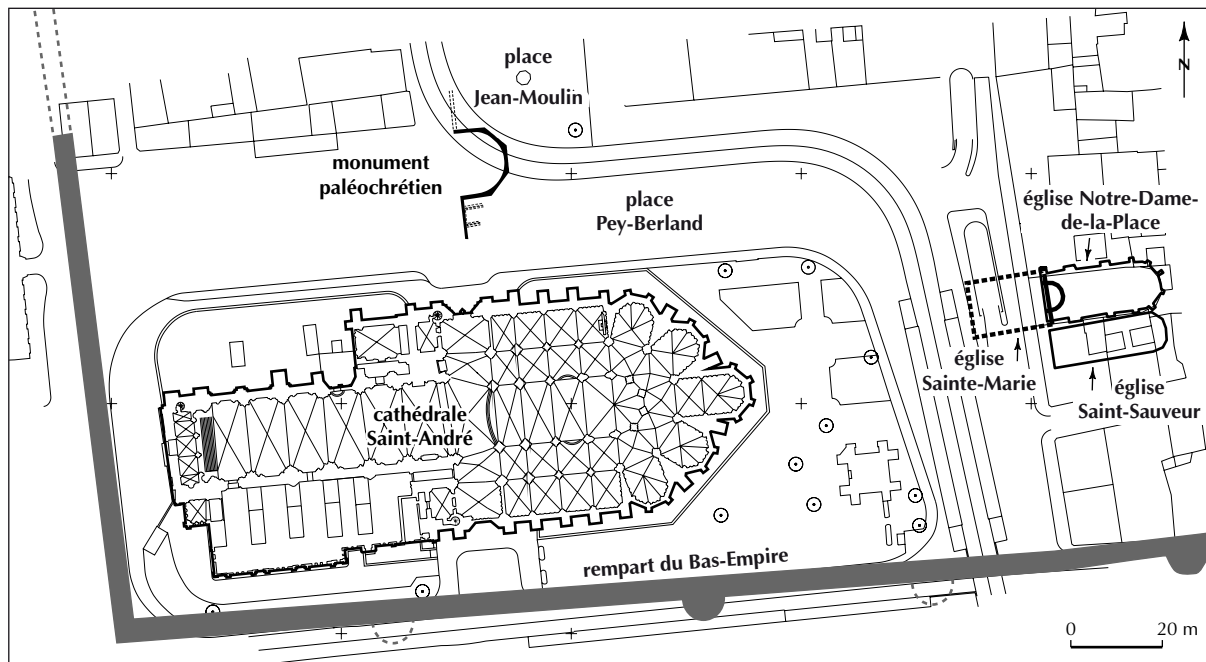 place
Jean-Moulin
N
monument
paléochrétien
place
Pey-Berland
église Notre-Dame-
de-la-Place
église
Sainte-Marie
église
Saint-Sauveur
cathédrale
Saint-André
rempart du Bas-Empire
0 20 m